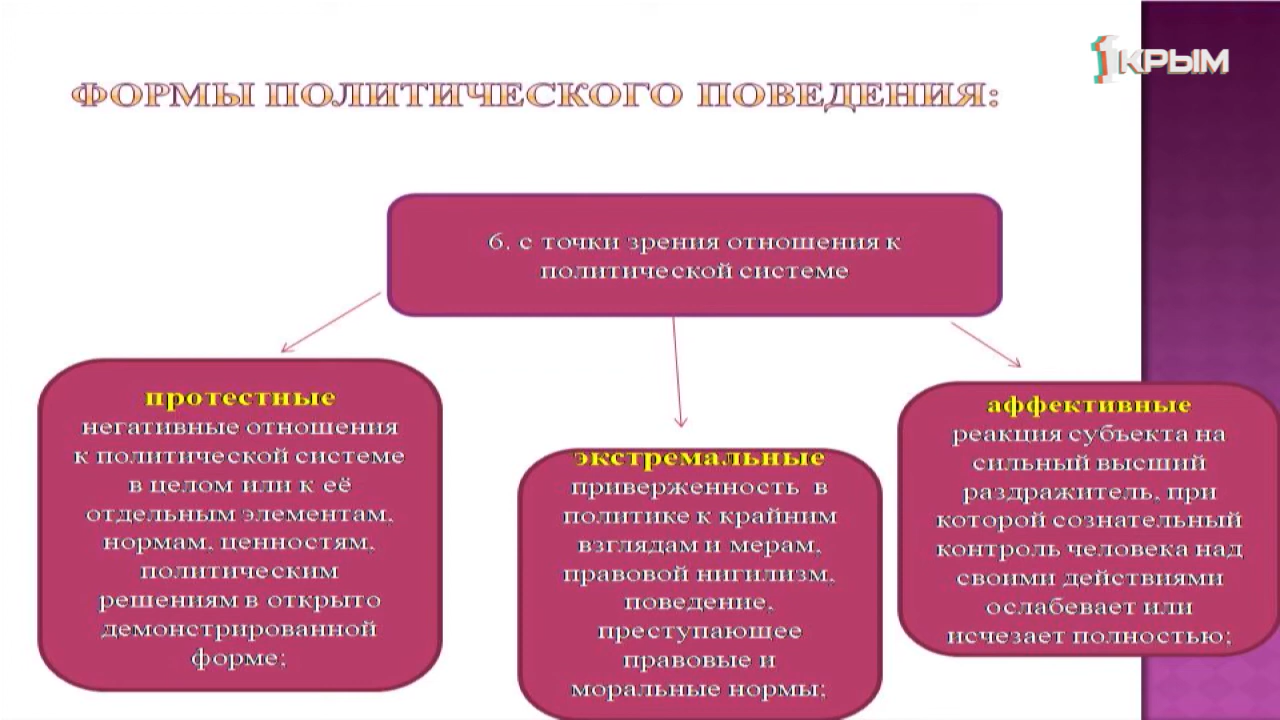 1КРЫМ
ФОРМЫ ПОЛИТИЧЕСКОГО ПОВЕДЕНИЯ:
6. с точки зрения отношения к
политической системе
протестные
негативные отношения
к политической системе
в целом или к её
отдельным элементам,
нормам, ценностям,
политическим
решениям в открыто
демонстрированной
форме;
экстремальные
приверженность в
политике к крайним
взглядам и мерам,
правовой нигилизм,
поведение,
преступающее
правовые и
моральные нормы;
аффективные
реакция субъекта на
сильный высший
раздражитель, при
которой сознательный
контроль человека над
своими действиями
ослабевает или
исчезает полностью;